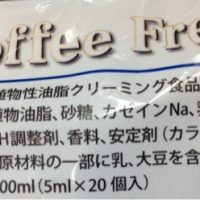 offee Fre
植物性油脂クリーミング食品
植物油脂、砂糖、カゼインNa、乳
H調整剤、香料、安定剤（カラ
原材料の一部に乳、大豆を含
00ml（5ml×20個入）